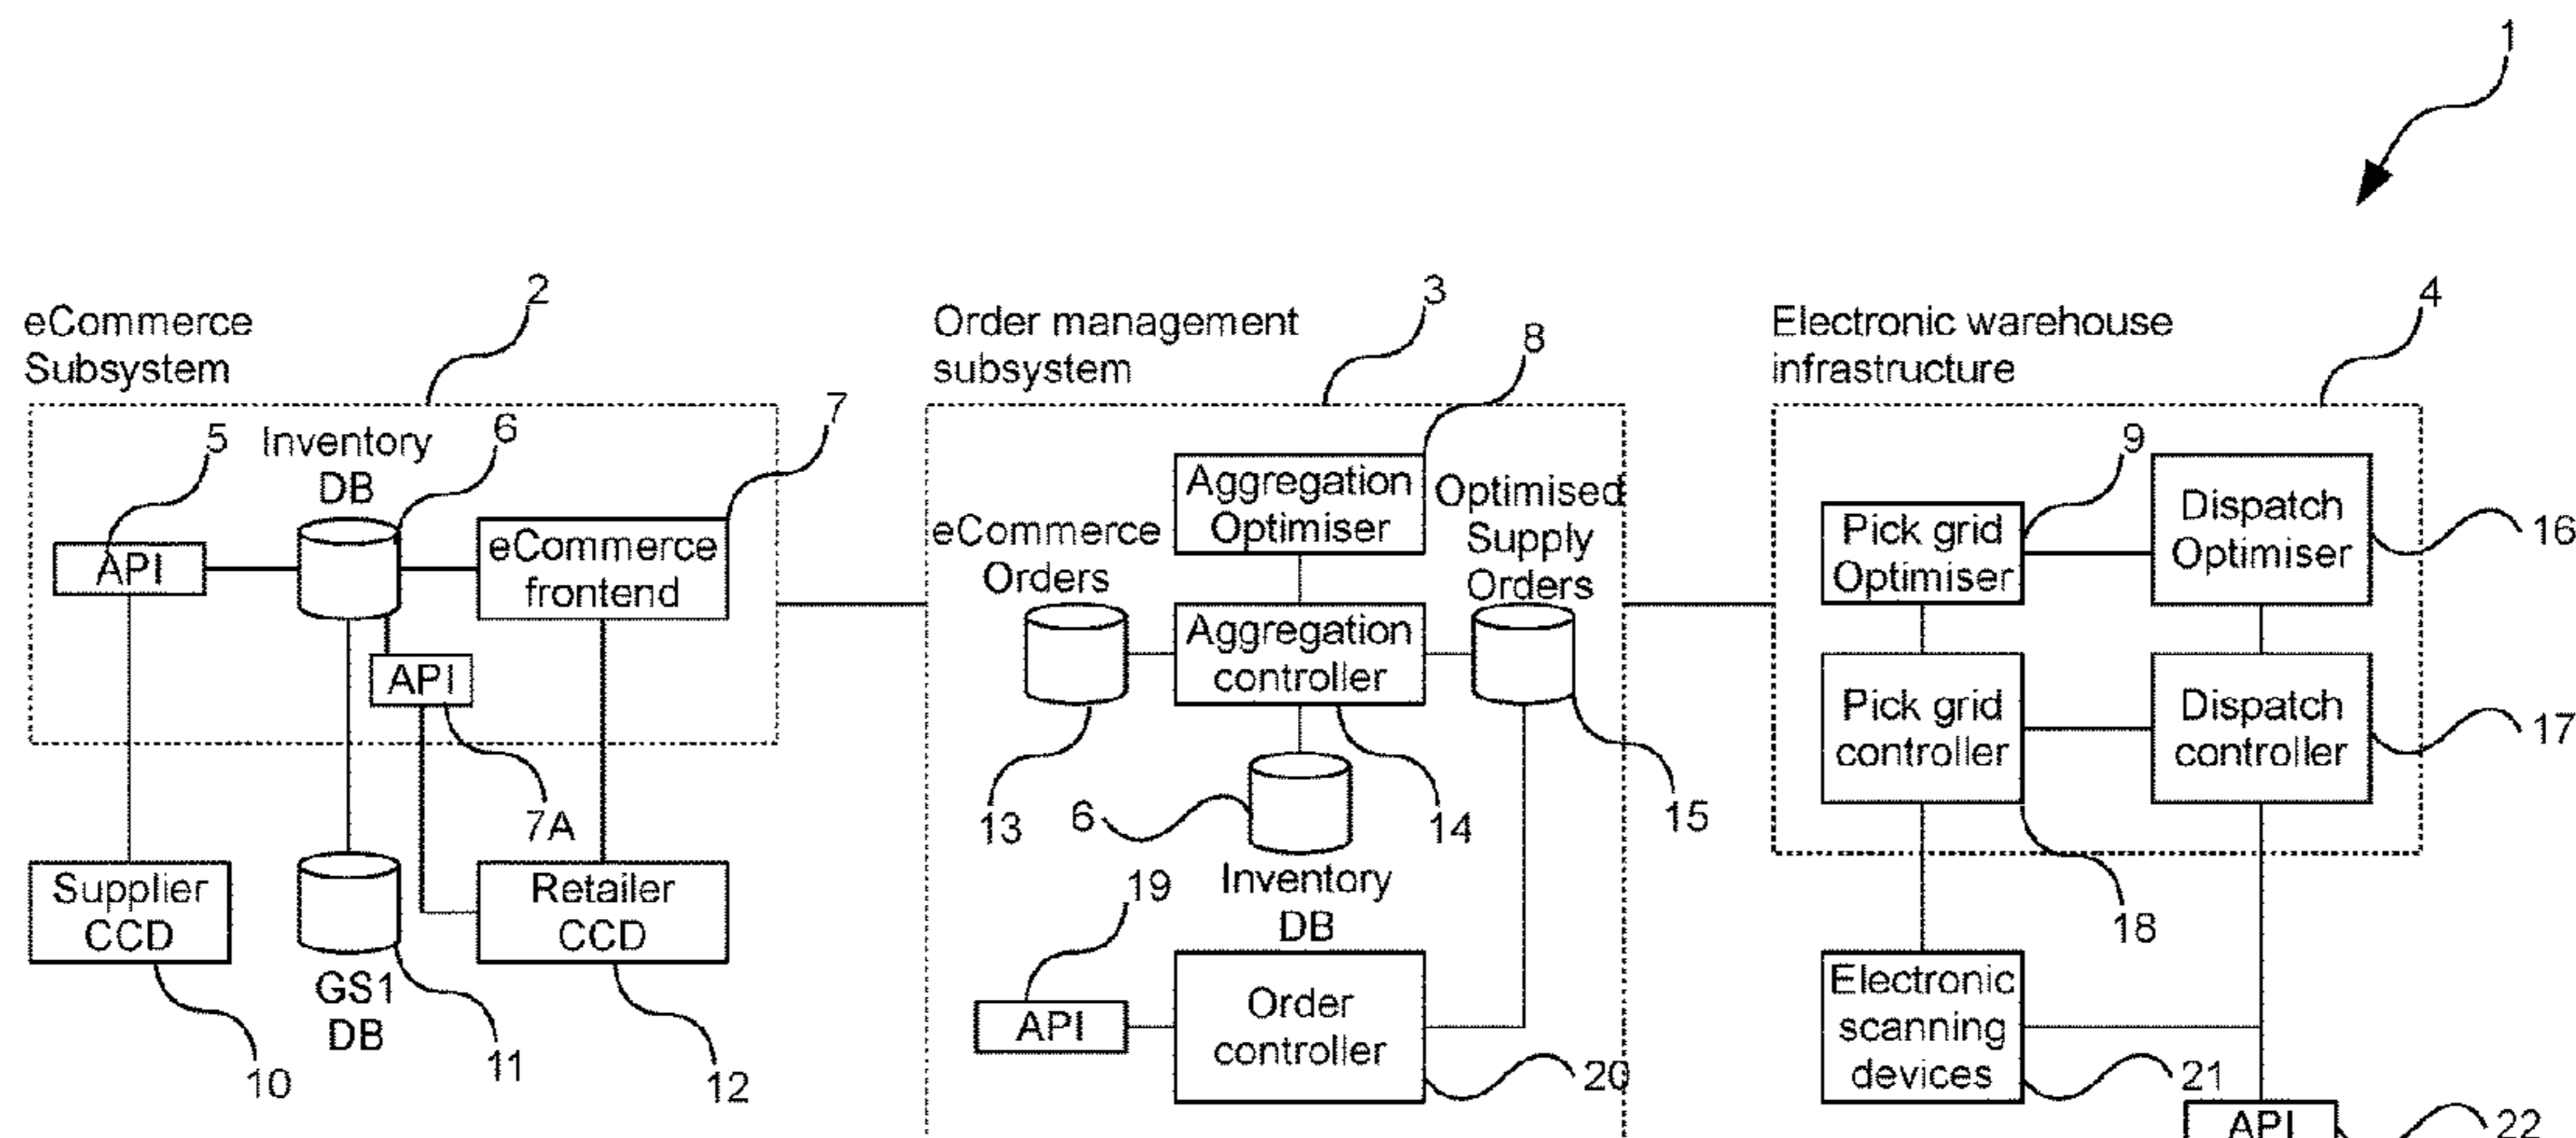 1
eCommerce
Subsystem
2
Inventory
DB
5
6
7
API
eCommerce
frontend
API
7A
Supplier
CCD
GS1
DB
Retailer
CCD
10
11
12
Order management
subsystem
3
8
Aggregation
Optimiser
eCommerce
Orders
Optimised
Supply
Orders
Aggregation
controller
13
6
14
15
Inventory
DB
19
API
Order
controller
20
Electronic warehouse
infrastructure
4
9
Pick grid
Optimiser
Dispatch
Optimiser
16
Pick grid
controller
Dispatch
controller
17
18
Electronic
scanning
devices
21
API
22